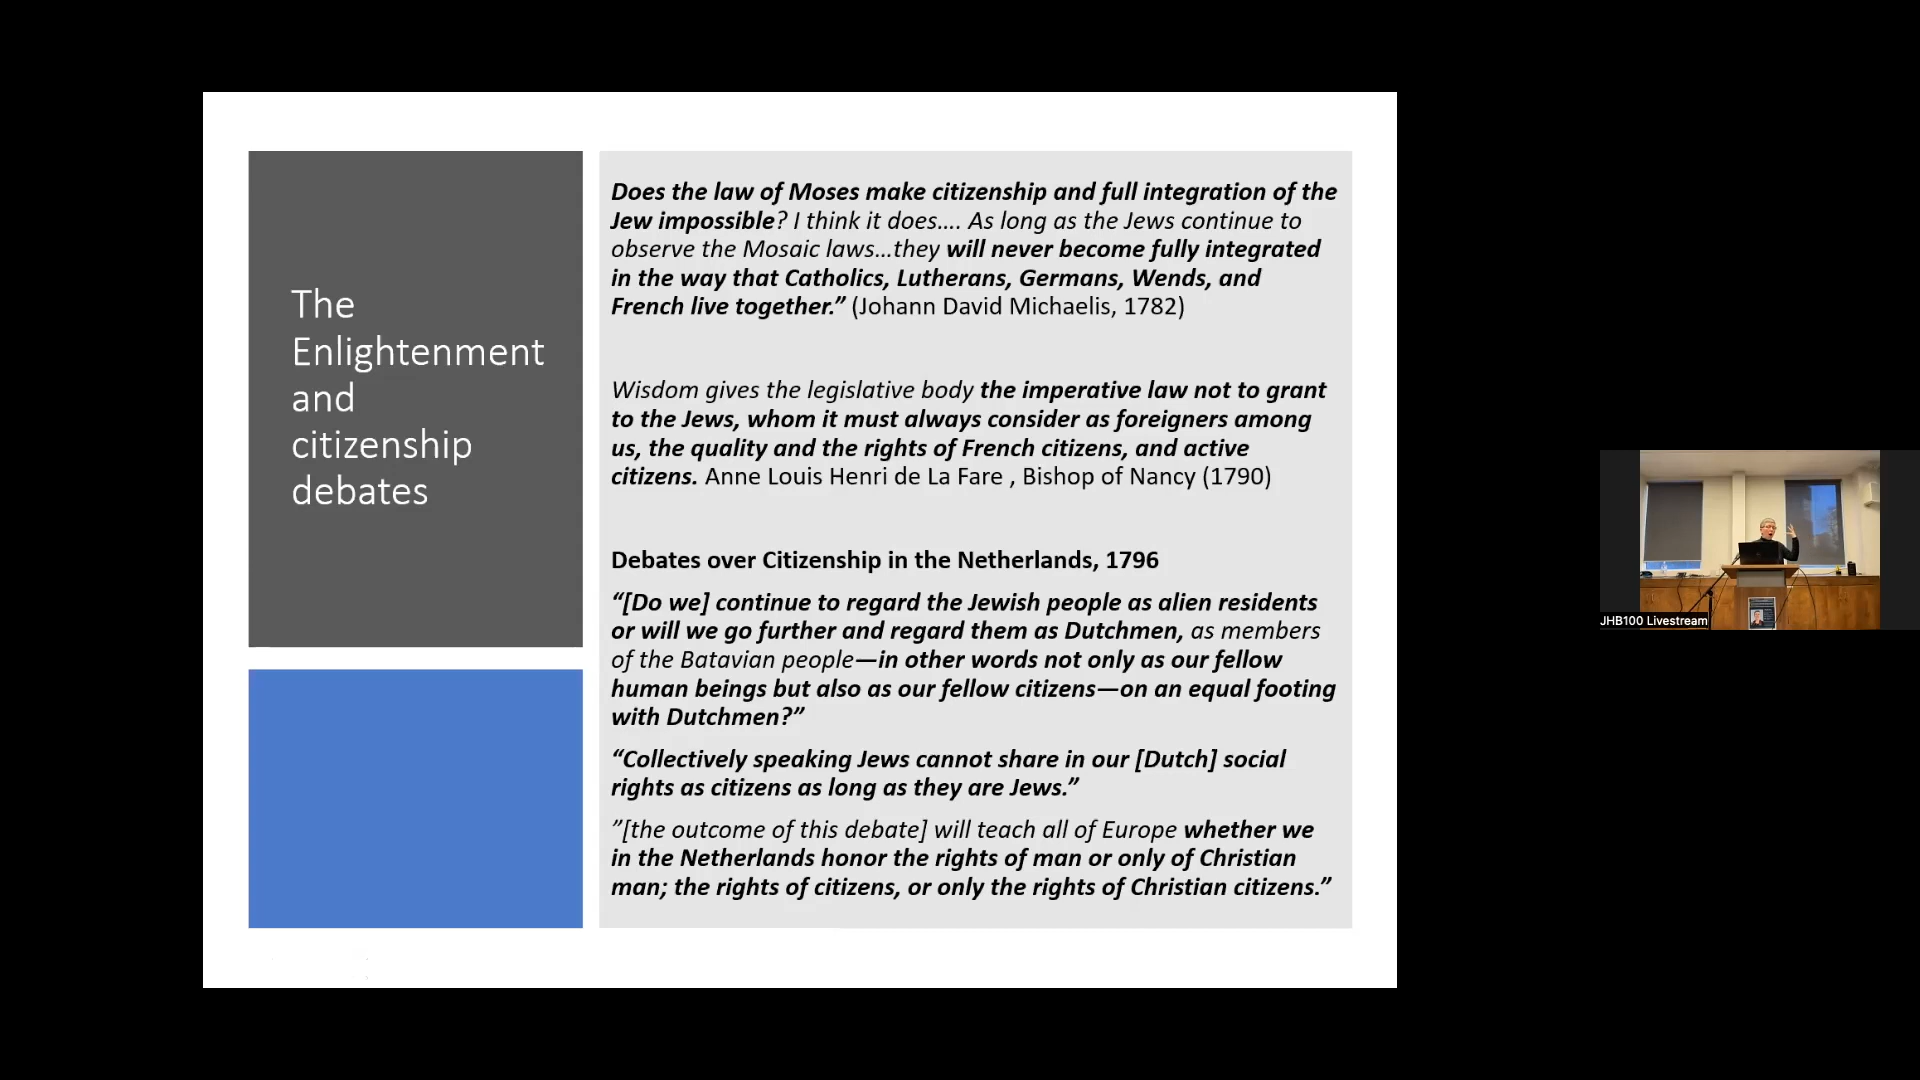 The
Enlightenment
and
citizenship
debates
Does the law of Moses make citizenship and full integration of the
Jew impossible? I think it does.... As long as the Jews continue to
observe the Mosaic laws...they will never become fully integrated
in the way that Catholics, Lutherans, Germans, Wends, and
French live together.” (Johann David Michaelis, 1782)
Wisdom gives the legislative body the imperative law not to grant
to the Jews, whom it must always consider as foreigners among
us, the quality and the rights of French citizens, and active
citizens. Anne Louis Henri de La Fare , Bishop of Nancy (1790)
Debates over Citizenship in the Netherlands, 1796
“[Do we] continue to regard the Jewish people as alien residents
or will we go further and regard them as Dutchmen, as members
of the Batavian people—in other words not only as our fellow
human beings but also as our fellow citizens—on an equal footing
with Dutchmen?”
“Collectively speaking Jews cannot share in our [Dutch] social
rights as citizens as long as they are Jews.”
”[the outcome of this debate] will teach all of Europe whether we
in the Netherlands honor the rights of man or only of Christian
man; the rights of citizens, or only the rights of Christian citizens.”
JHB100 Livestream